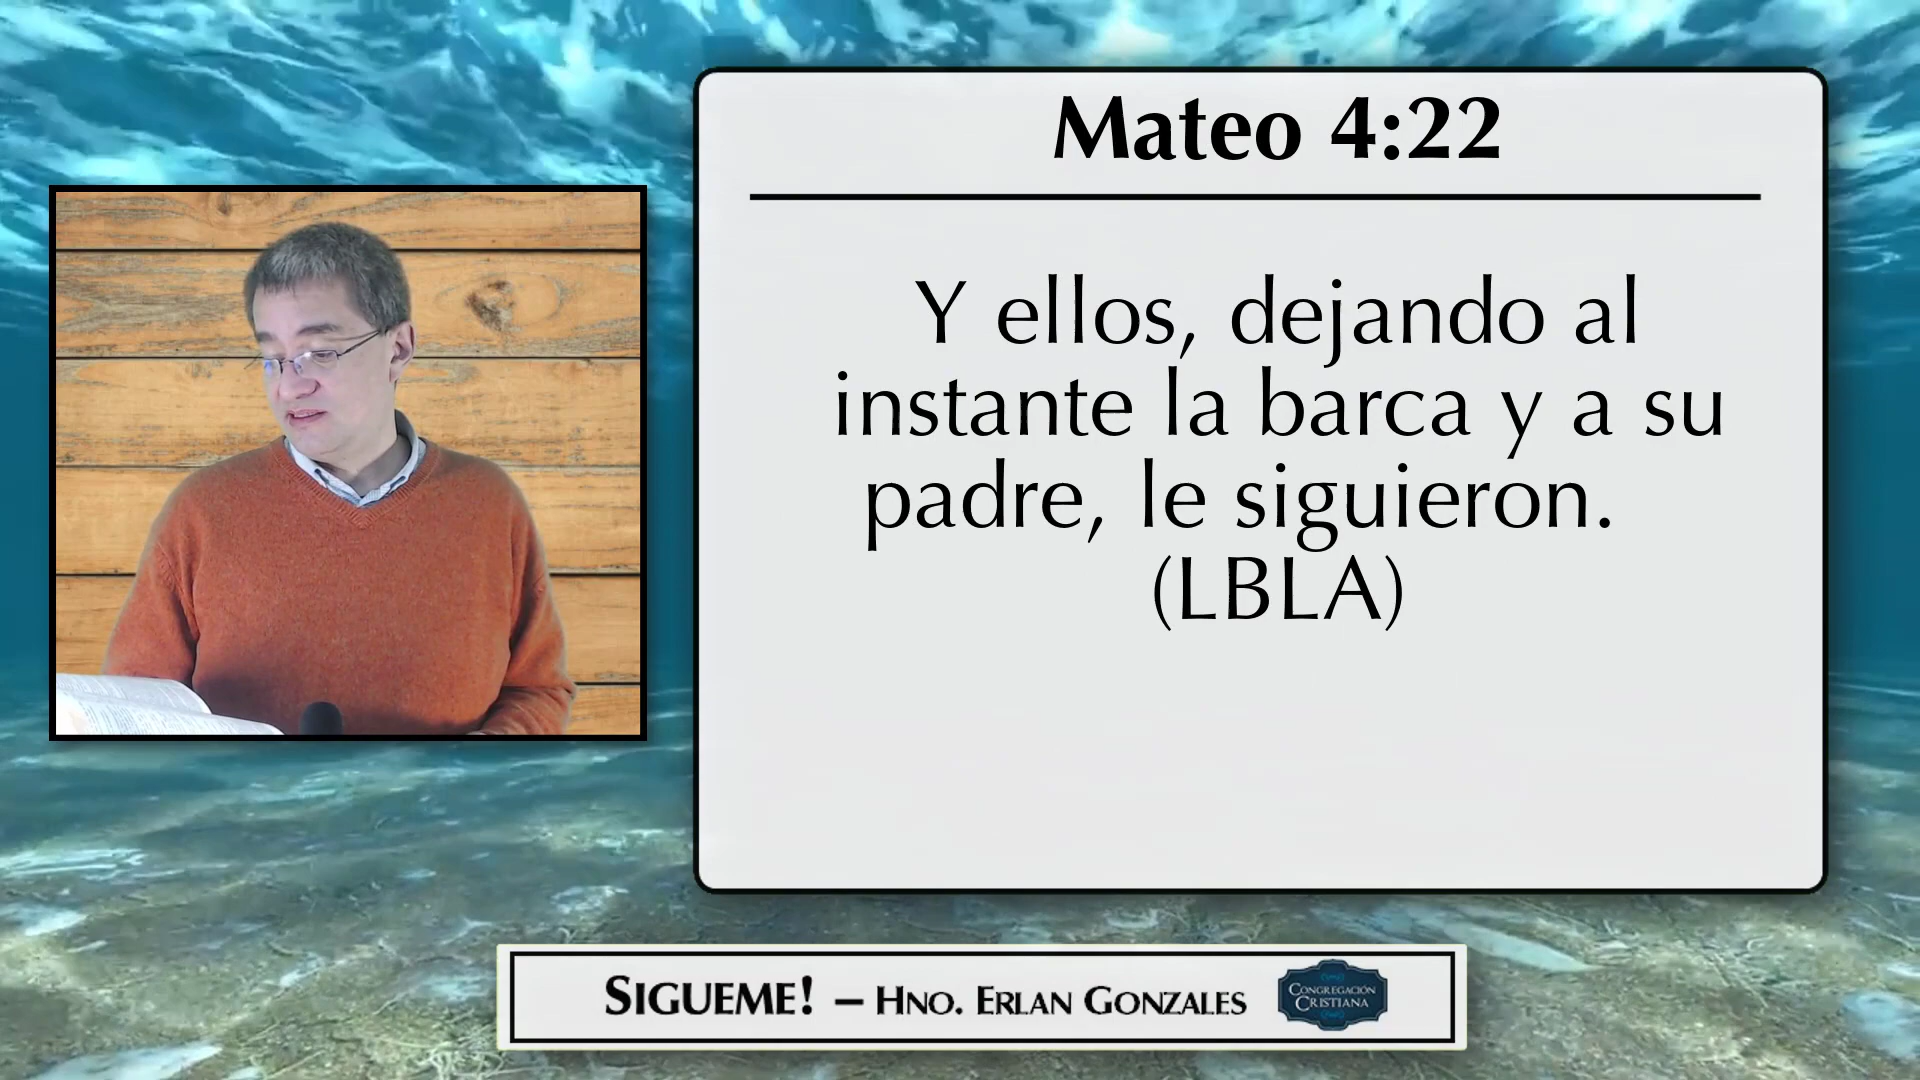 Mateo 4:22
Y ellos, dejando al
instante la barca y a su
padre, le siguieron.
(LBLA)
SIGUEME! – HNO. ERLAN GONZALES
CONGREGACIÓN
CRISTIANA